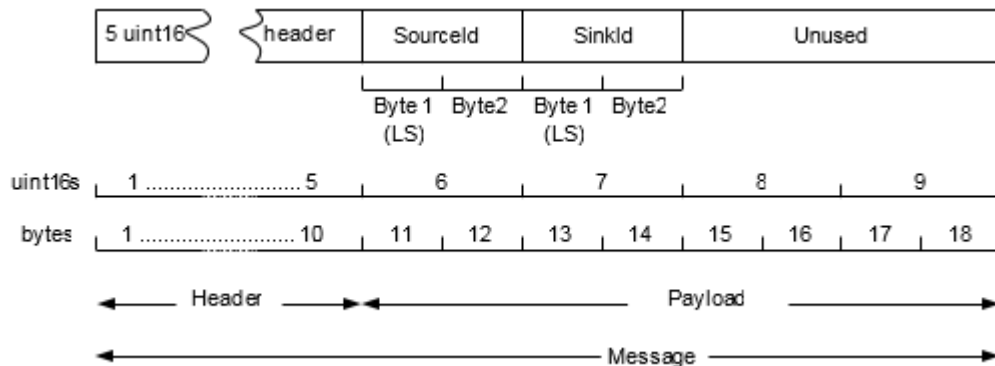 5 uint16 header SourceId SinkId Unused
Byte 1 Byte2 Byte 1 Byte2
(LS) (LS)
uint16s 1 ....................... 5 6 7 8 9
bytes 1 ....................... 10 11 12 13 14 15 16 17 18
Header Payload
Message